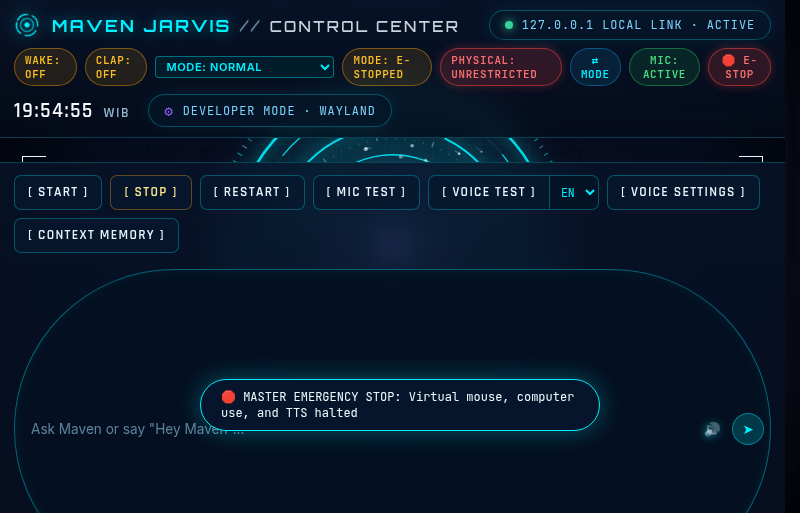 MAVEN JARVIS // CONTROL CENTER
127.0.0.1 LOCAL LINK · ACTIVE
WAKE:
OFF
CLAP:
OFF
MODE: NORMAL
MODE: E-
STOPPED
PHYSICAL:
UNRESTRICTED
⇄
MODE
MIC:
ACTIVE
🛑 E-
STOP
19:54:55 WIB
⚙ DEVELOPER MODE · WAYLAND
[ START ]
[ STOP ]
[ RESTART ]
[ MIC TEST ]
[ VOICE TEST ]
EN
[ VOICE SETTINGS ]
[ CONTEXT MEMORY ]
🛑 MASTER EMERGENCY STOP: Virtual mouse, computer
use, and TTS halted
Ask Maven or say "Hey Maven"...